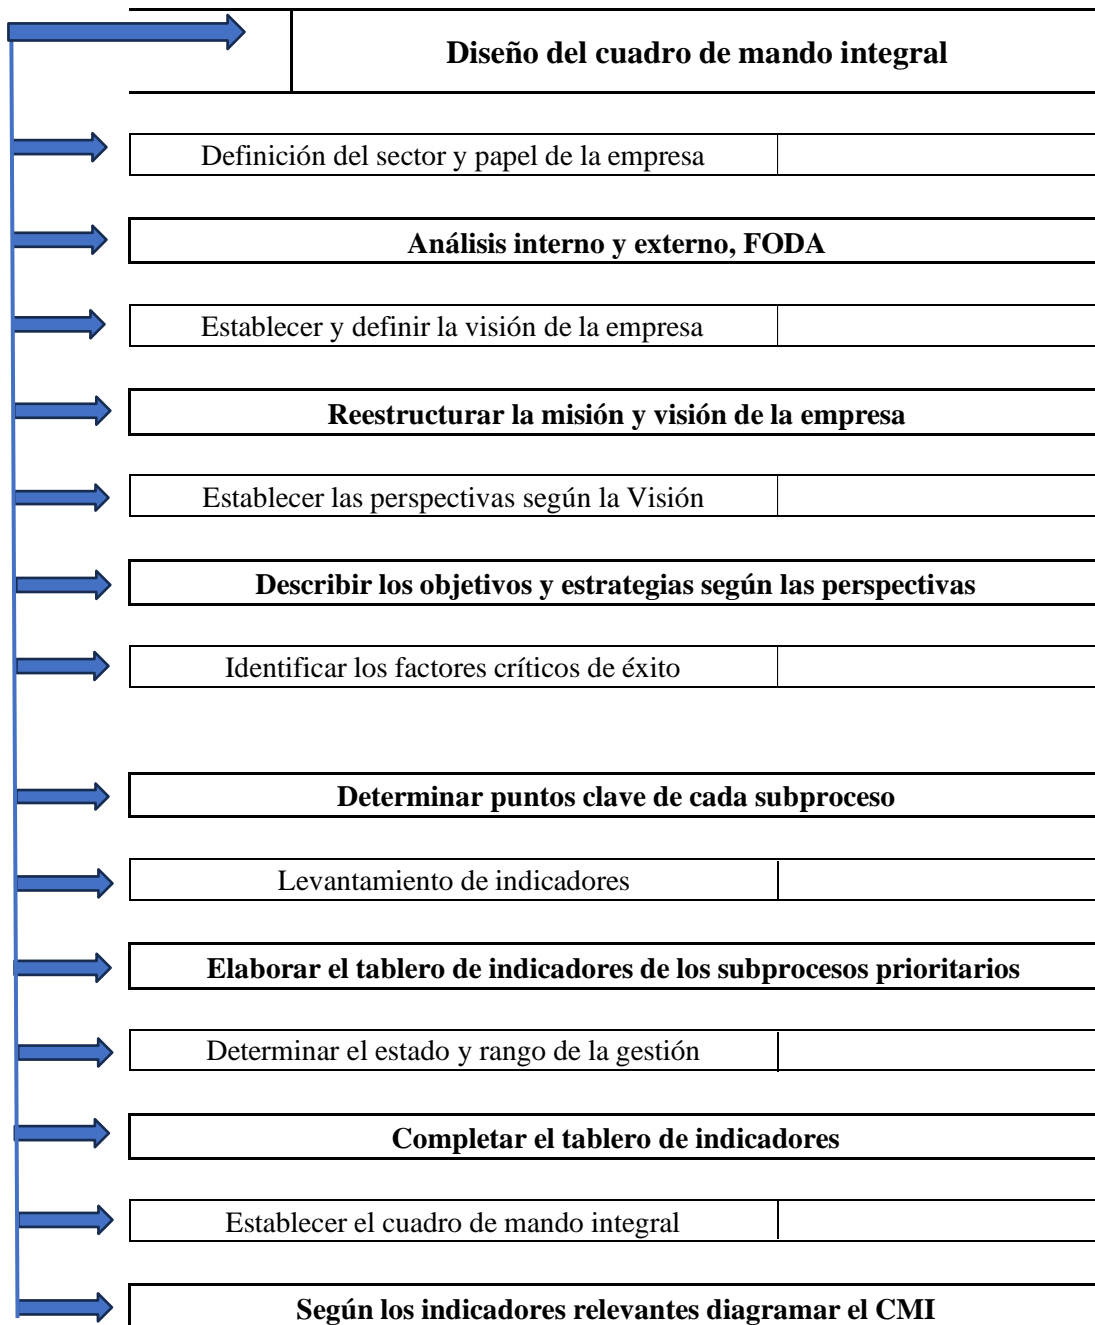 Diseño del cuadro de mando integral
Definición del sector y papel de la empresa
Análisis interno y externo, FODA
Establecer y definir la visión de la empresa
Reestructurar la misión y visión de la empresa
Establecer las perspectivas según la Visión
Describir los objetivos y estrategias según las perspectivas
Identificar los factores críticos de éxito
Determinar puntos clave de cada subproceso
Levantamiento de indicadores
Elaborar el tablero de indicadores de los subprocesos prioritarios
Determinar el estado y rango de la gestión
Completar el tablero de indicadores
Establecer el cuadro de mando integral
Según los indicadores relevantes diagramar el CMI